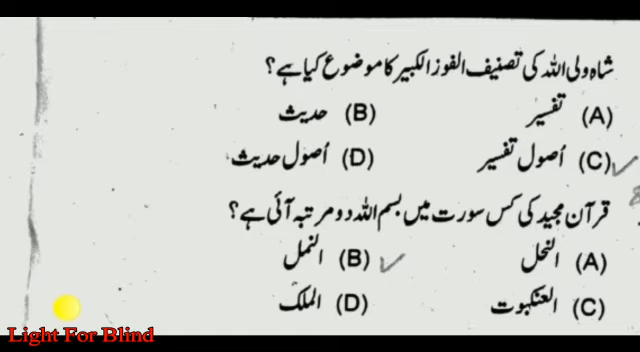 شاہ ولی اللہ کی تصنیف الفوز الکبیر کا موضوع کیا ہے؟
(A) تفسیر (B) حدیث
(C) اُصول تفسیر (D) اُصول حدیث
قرآن مجید کی کس سورت میں بسم اللہ دو مرتبہ آئی ہے؟
(A) النحل (B) النمل
(C) العنکبوت (D) الملک
Light For Blind